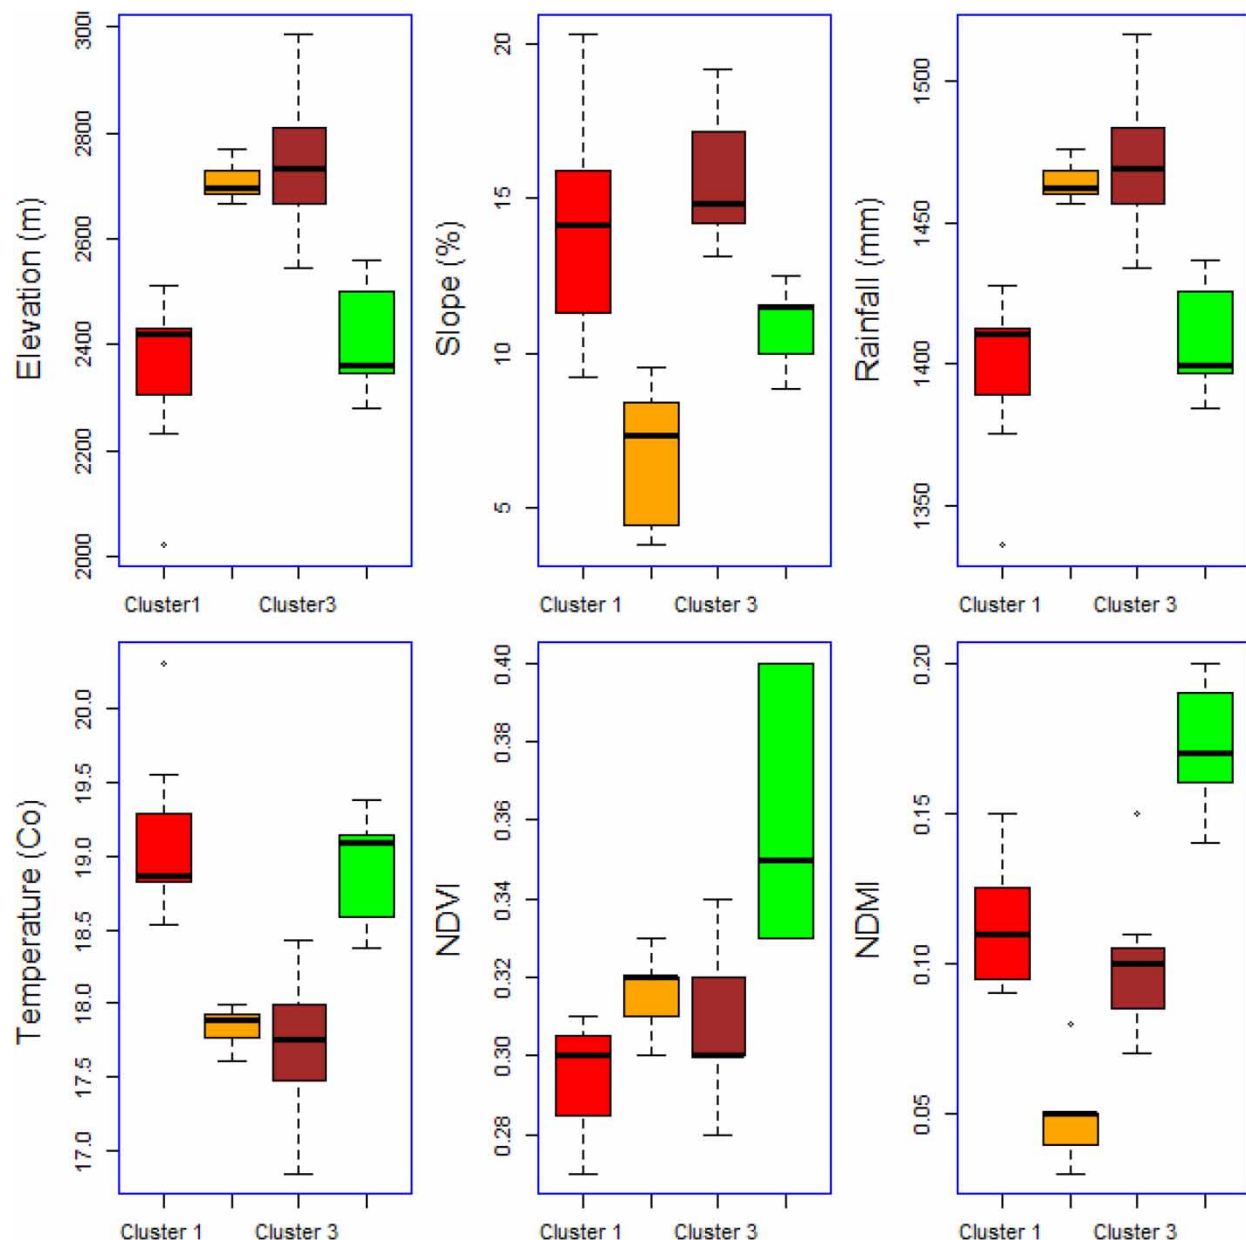 Elevation (m)
3000
2800
2600
2400
2200
2000
Cluster1 Cluster3
Slope (%)
20
15
10
5
Cluster 1 Cluster 3
Rainfall (mm)
1500
1450
1400
1350
Cluster 1 Cluster 3
Temperature (Co)
20.0
19.5
19.0
18.5
18.0
17.5
17.0
Cluster 1 Cluster 3
NDVI
0.40
0.38
0.36
0.34
0.32
0.30
0.28
Cluster 1 Cluster 3
NDMI
0.20
0.15
0.10
0.05
Cluster 1 Cluster 3